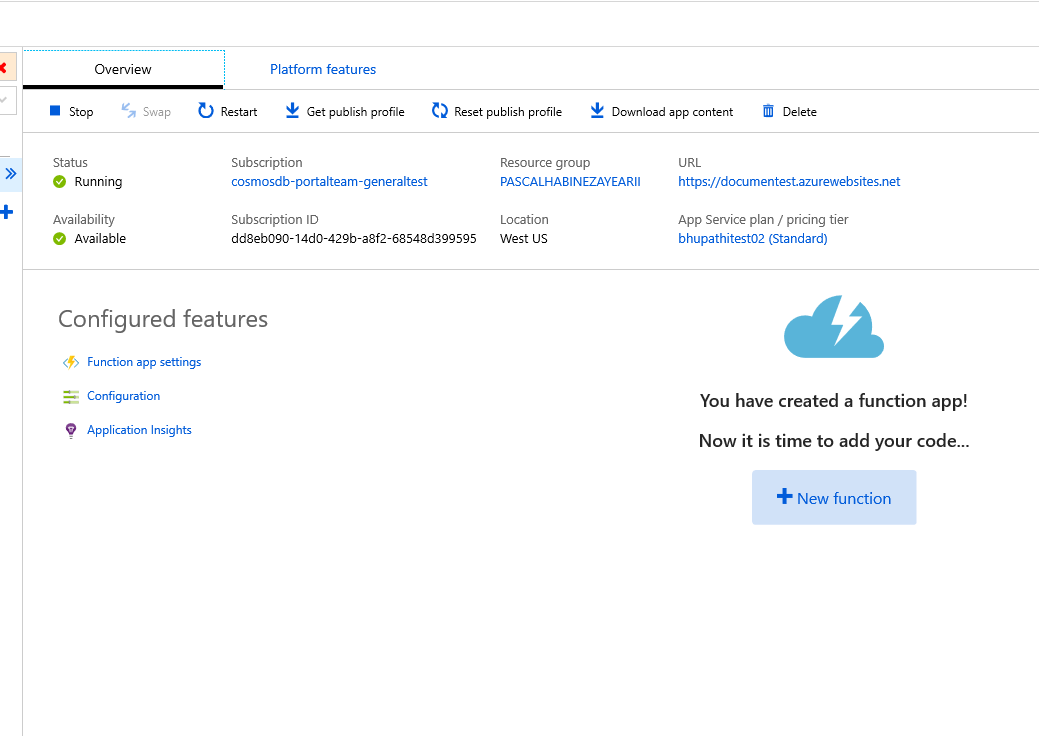 Overview Platform features
Stop Swap Restart Get publish profile Reset publish profile Download app content Delete
Status Subscription Resource group URL
Running cosmosdb-portalteam-generaltest PASCALHABINEZAYEARII https://documentest.azurewebsites.net
Availability Subscription ID Location App Service plan / pricing tier
Available dd8eb090-14d0-429b-a8f2-68548d399595 West US bhupathitest02 (Standard)
Configured features
Function app settings
Configuration
Application Insights
You have created a function app!
Now it is time to add your code...
New function